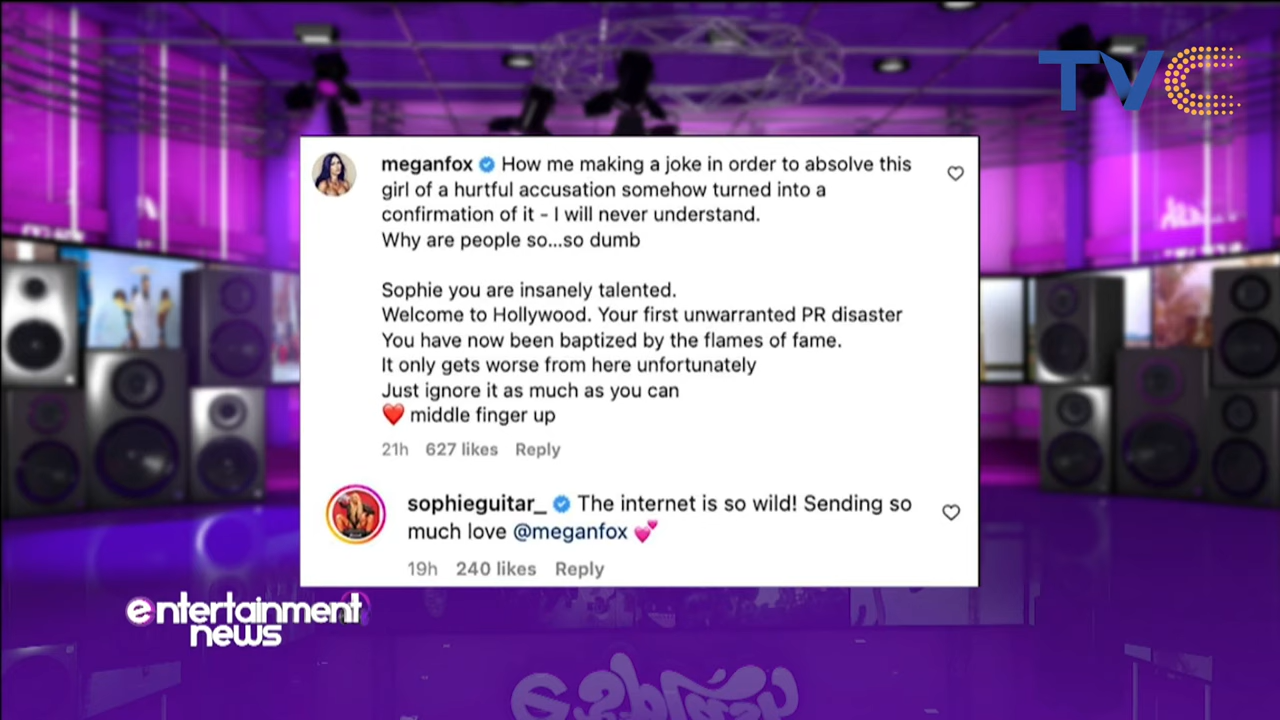 TVC
meganfox How me making a joke in order to absolve this
girl of a hurtful accusation somehow turned into a
confirmation of it - I will never understand.
Why are people so...so dumb
Sophie you are insanely talented.
Welcome to Hollywood. Your first unwarranted PR disaster
You have now been baptized by the flames of fame.
It only gets worse from here unfortunately
Just ignore it as much as you can
❤️ middle finger up
21h 627 likes Reply
sophieguitar_ The internet is so wild! Sending so
much love @meganfox 💕
19h 240 likes Reply
entertainment
news